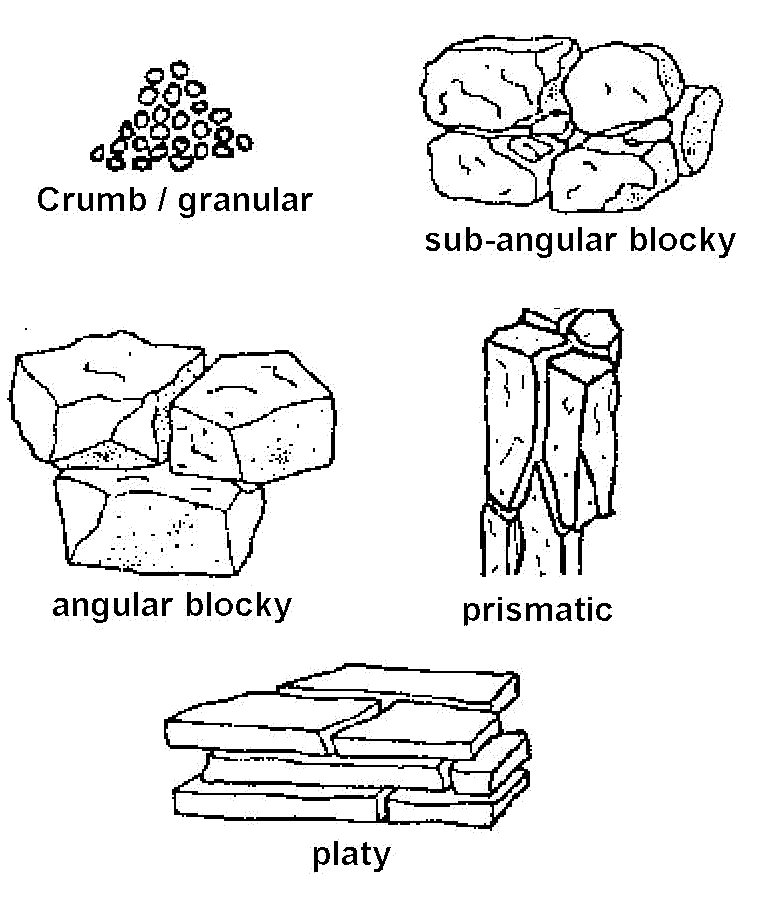 Crumb / granular
sub-angular blocky
angular blocky
prismatic
platy